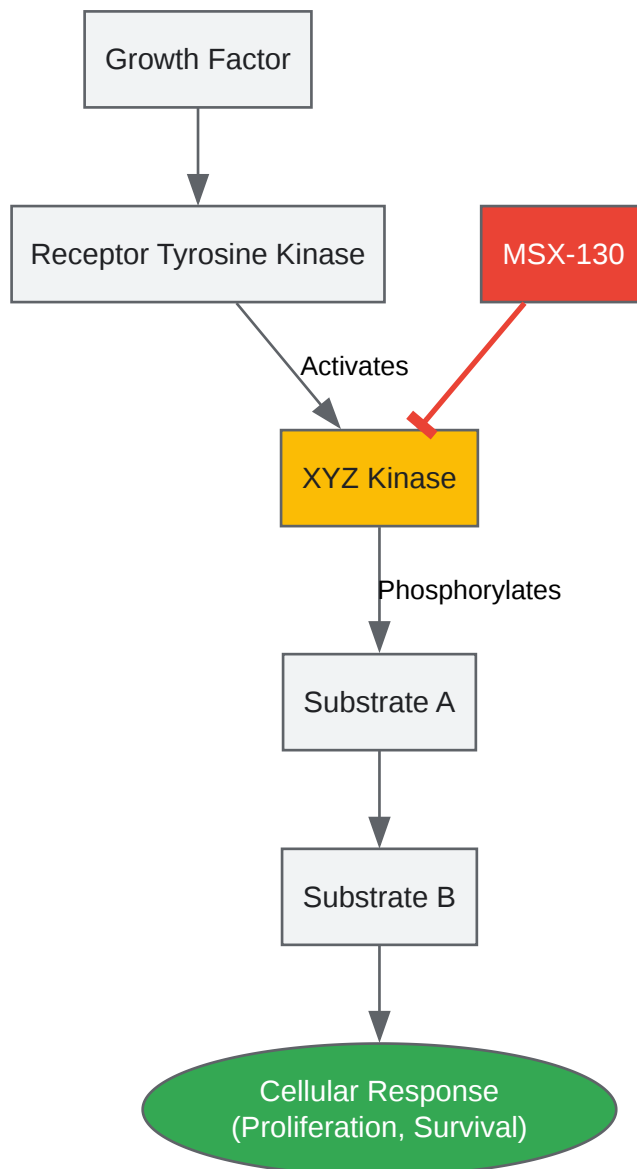 Growth Factor
Receptor Tyrosine Kinase
MSX-130
Activates
XYZ Kinase
Phosphorylates
Substrate A
Substrate B
Cellular Response
(Proliferation, Survival)